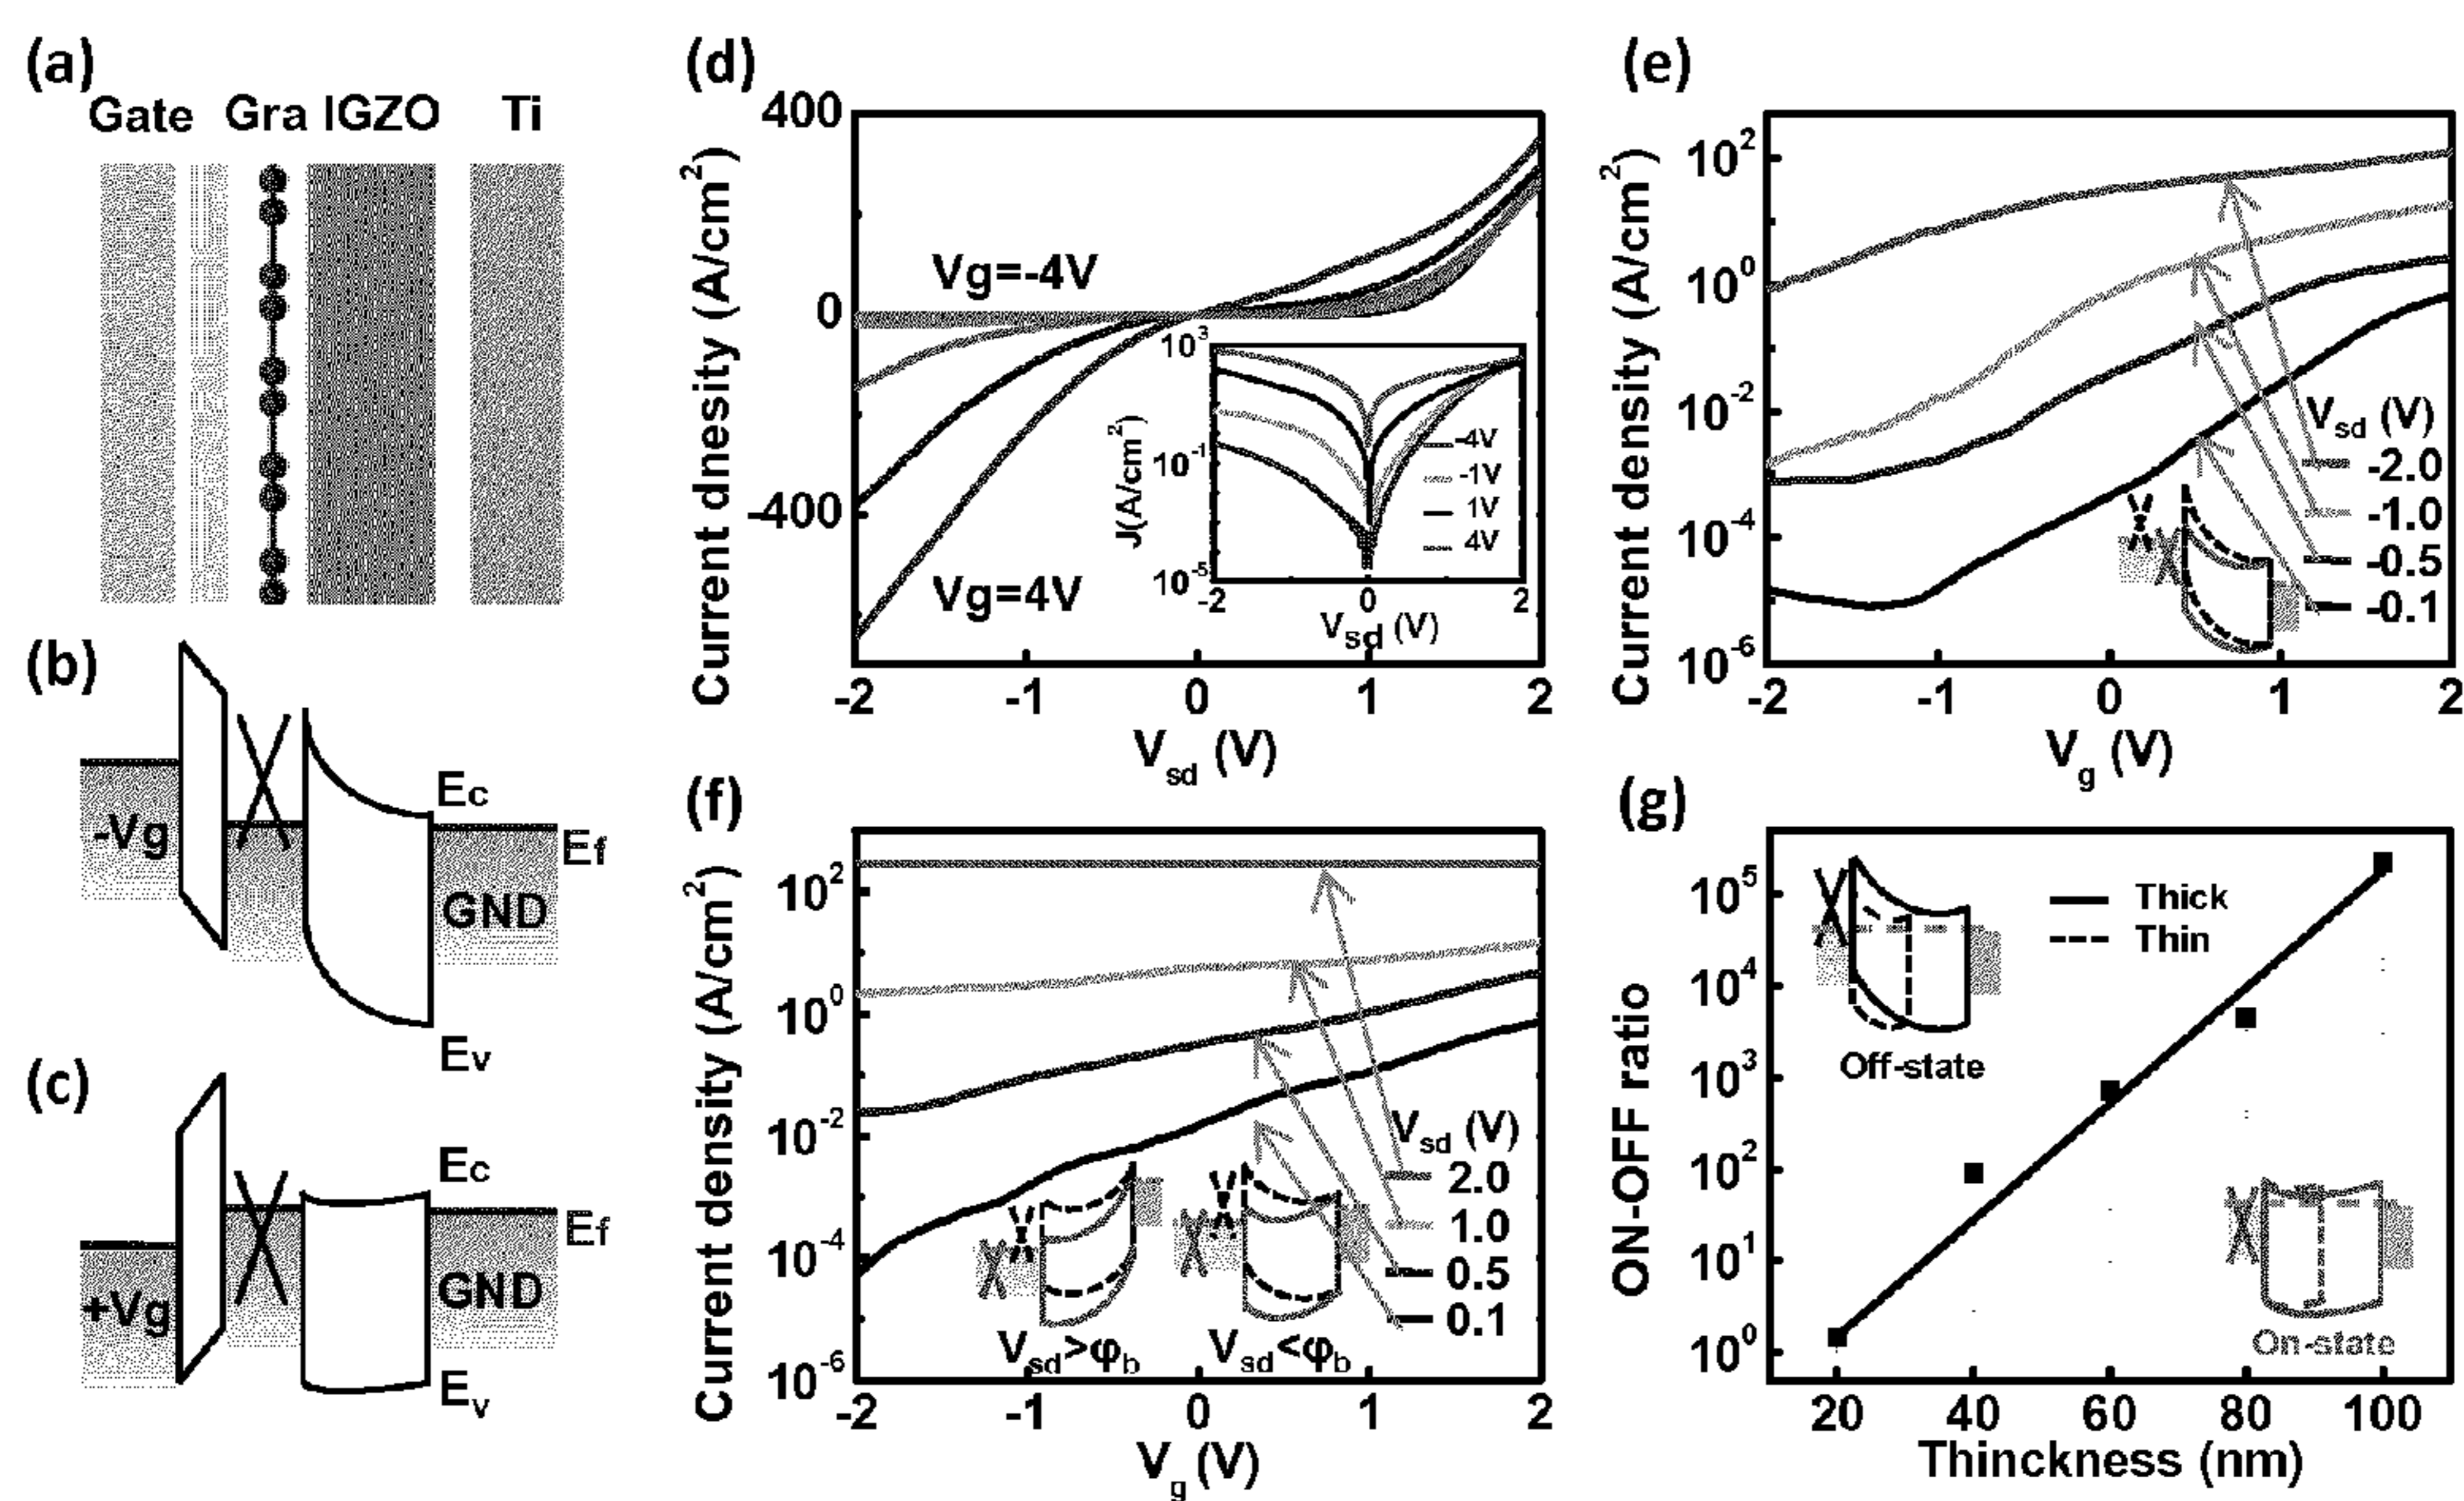 (a)
Gate Gra IGZO Ti
(b)
-Vg
Ec
Ef
GND
Ev
(c)
+Vg
Ec
Ef
GND
Ev
(d)
Current dnesity (A/cm²)
400
0
-400
Vg=-4V
Vg=4V
-2 -1 0 1 2
Vsd (V)
J(A/cm²)
10³
10⁻¹
10⁻⁵
-4V
-1V
1V
4V
-2 0 2
Vsd (V)
(e)
Current density (A/cm²)
10²
10⁰
10⁻²
10⁻⁴
10⁻⁶
Vsd (V)
-2.0
-1.0
-0.5
-0.1
-2 -1 0 1 2
Vg (V)
(f)
Current density (A/cm²)
10²
10⁰
10⁻²
10⁻⁴
10⁻⁶
Vsd (V)
2.0
1.0
0.5
0.1
Vsd>φb Vsd<φb
-2 -1 0 1 2
Vg (V)
(g)
ON-OFF ratio
10⁵
10⁴
10³
10²
10¹
10⁰
Thick
Thin
Off-state
On-state
20 40 60 80 100
Thinckness (nm)